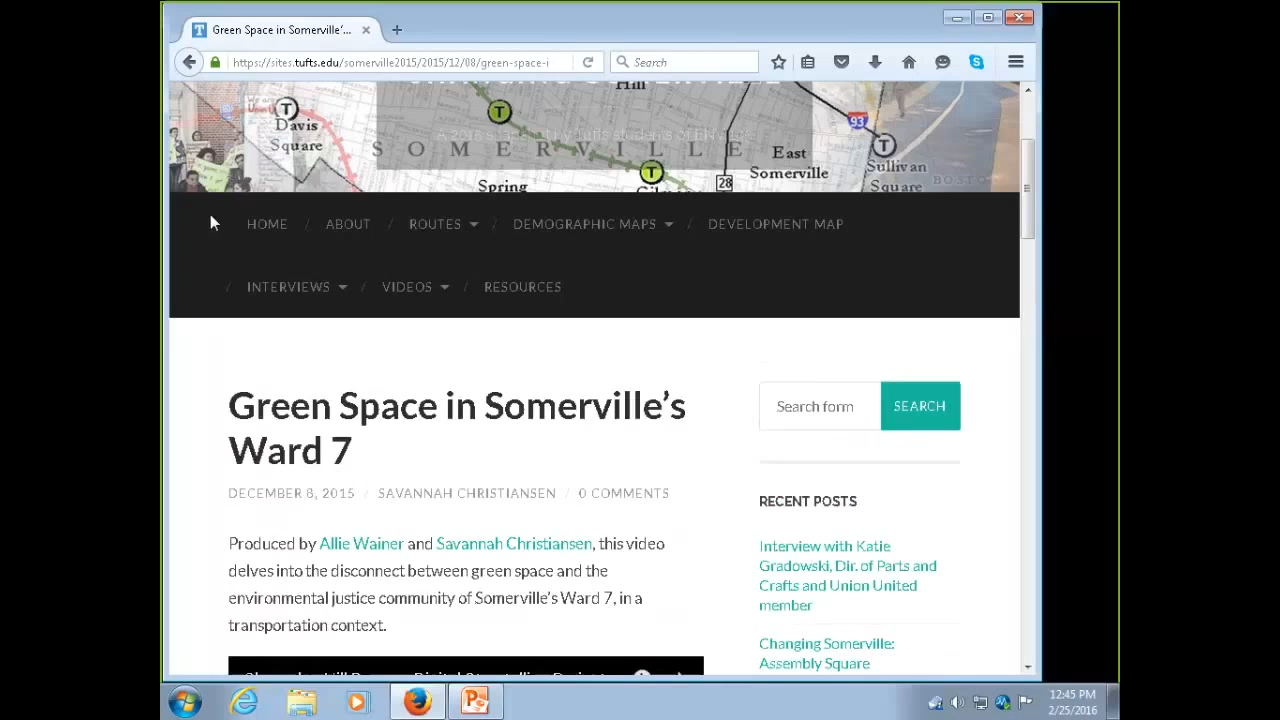 Green Space in Somerville'...
https://sites.tufts.edu/somerville2015/2015/12/08/green-space-i
Search
Hill
T
Davis
Square
T
93
T
SOMERVILLE
East
Somerville
Sullivan
Square
Spring
T
28
HOME / ABOUT / ROUTES / DEMOGRAPHIC MAPS / DEVELOPMENT MAP
/ INTERVIEWS / VIDEOS / RESOURCES
Green Space in Somerville’s
Ward 7
DECEMBER 8, 2015 / SAVANNAH CHRISTIANSEN / 0 COMMENTS
Produced by Allie Wainer and Savannah Christiansen, this video
delves into the disconnect between green space and the
environmental justice community of Somerville’s Ward 7, in a
transportation context.
Search form
SEARCH
RECENT POSTS
Interview with Katie
Gradowski, Dir. of Parts and
Crafts and Union United
member
Changing Somerville:
Assembly Square
12:45 PM
2/25/2016